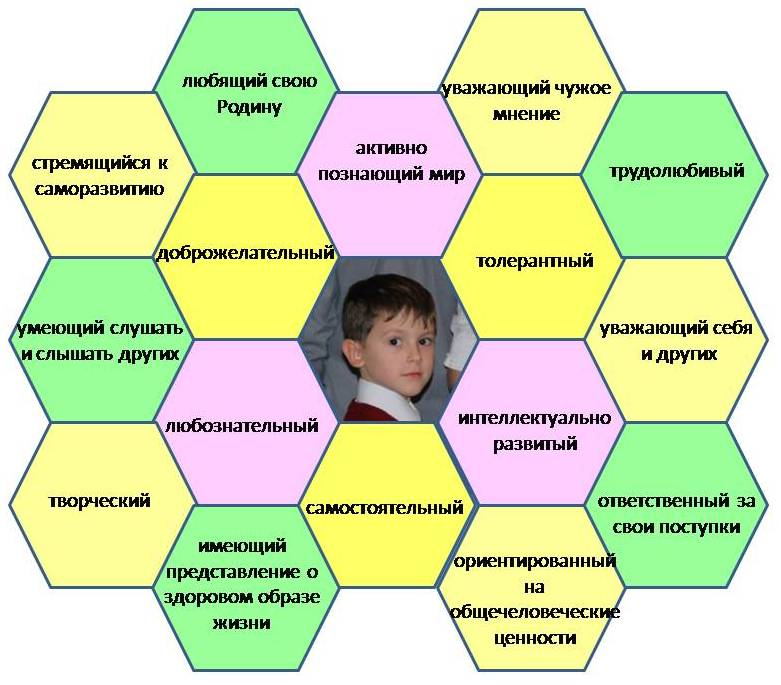 любящий свою
Родину
уважающий чужое
мнение
стремящийся к
саморазвитию
активно
познающий мир
трудолюбивый
доброжелательный
толерантный
умеющий слушать
и слышать других
уважающий себя
и других
любознательный
интеллектуально
развитый
творческий
самостоятельный
ответственный за
свои поступки
имеющий
представление о
здоровом образе
жизни
ориентированный
на
общечеловеческие
ценности